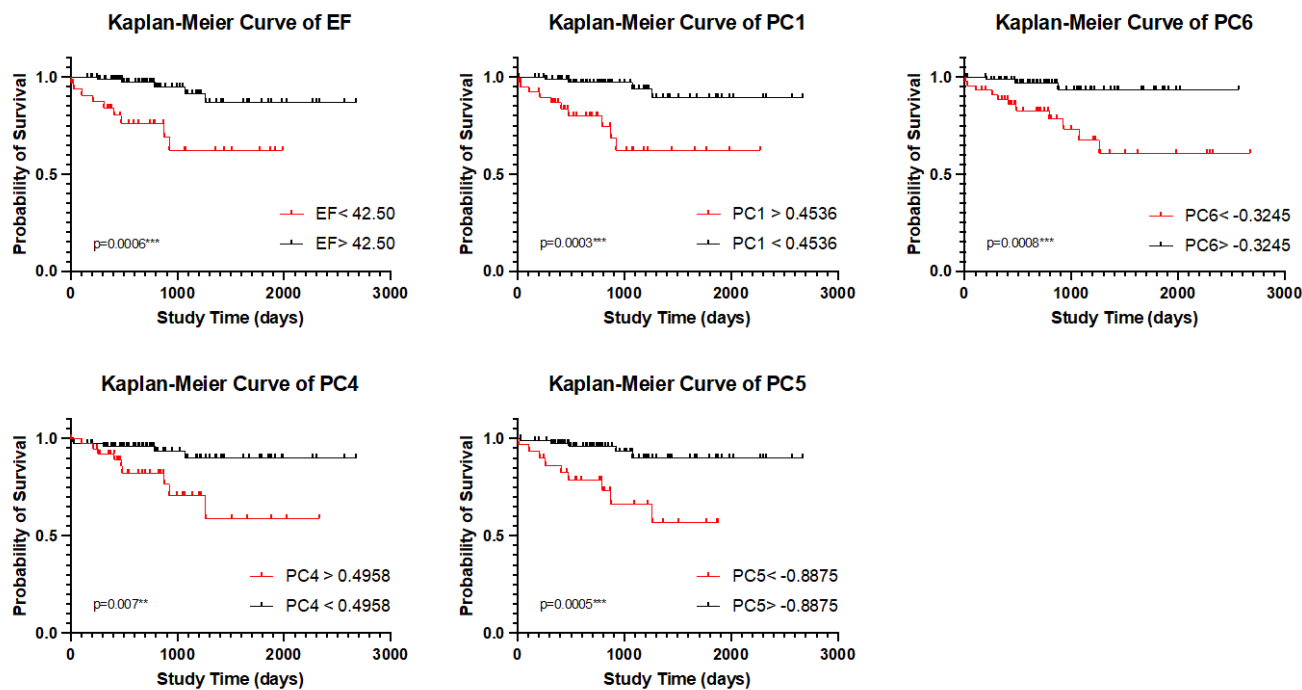 Kaplan-Meier Curve of EF
Probability of Survival
1.0
0.5
0.0
EF< 42.50
EF> 42.50
p=0.0006***
0 1000 2000 3000
Study Time (days)
Kaplan-Meier Curve of PC1
Probability of Survival
1.0
0.5
0.0
PC1 > 0.4536
PC1 < 0.4536
p=0.0003***
0 1000 2000 3000
Study Time (days)
Kaplan-Meier Curve of PC6
Probability of Survival
1.0
0.5
0.0
PC6< -0.3245
PC6> -0.3245
p=0.0008***
0 1000 2000 3000
Study Time (days)
Kaplan-Meier Curve of PC4
Probability of Survival
1.0
0.5
0.0
PC4 > 0.4958
PC4 < 0.4958
p=0.007**
0 1000 2000 3000
Study Time (days)
Kaplan-Meier Curve of PC5
Probability of Survival
1.0
0.5
0.0
PC5< -0.8875
PC5> -0.8875
p=0.0005***
0 1000 2000 3000
Study Time (days)